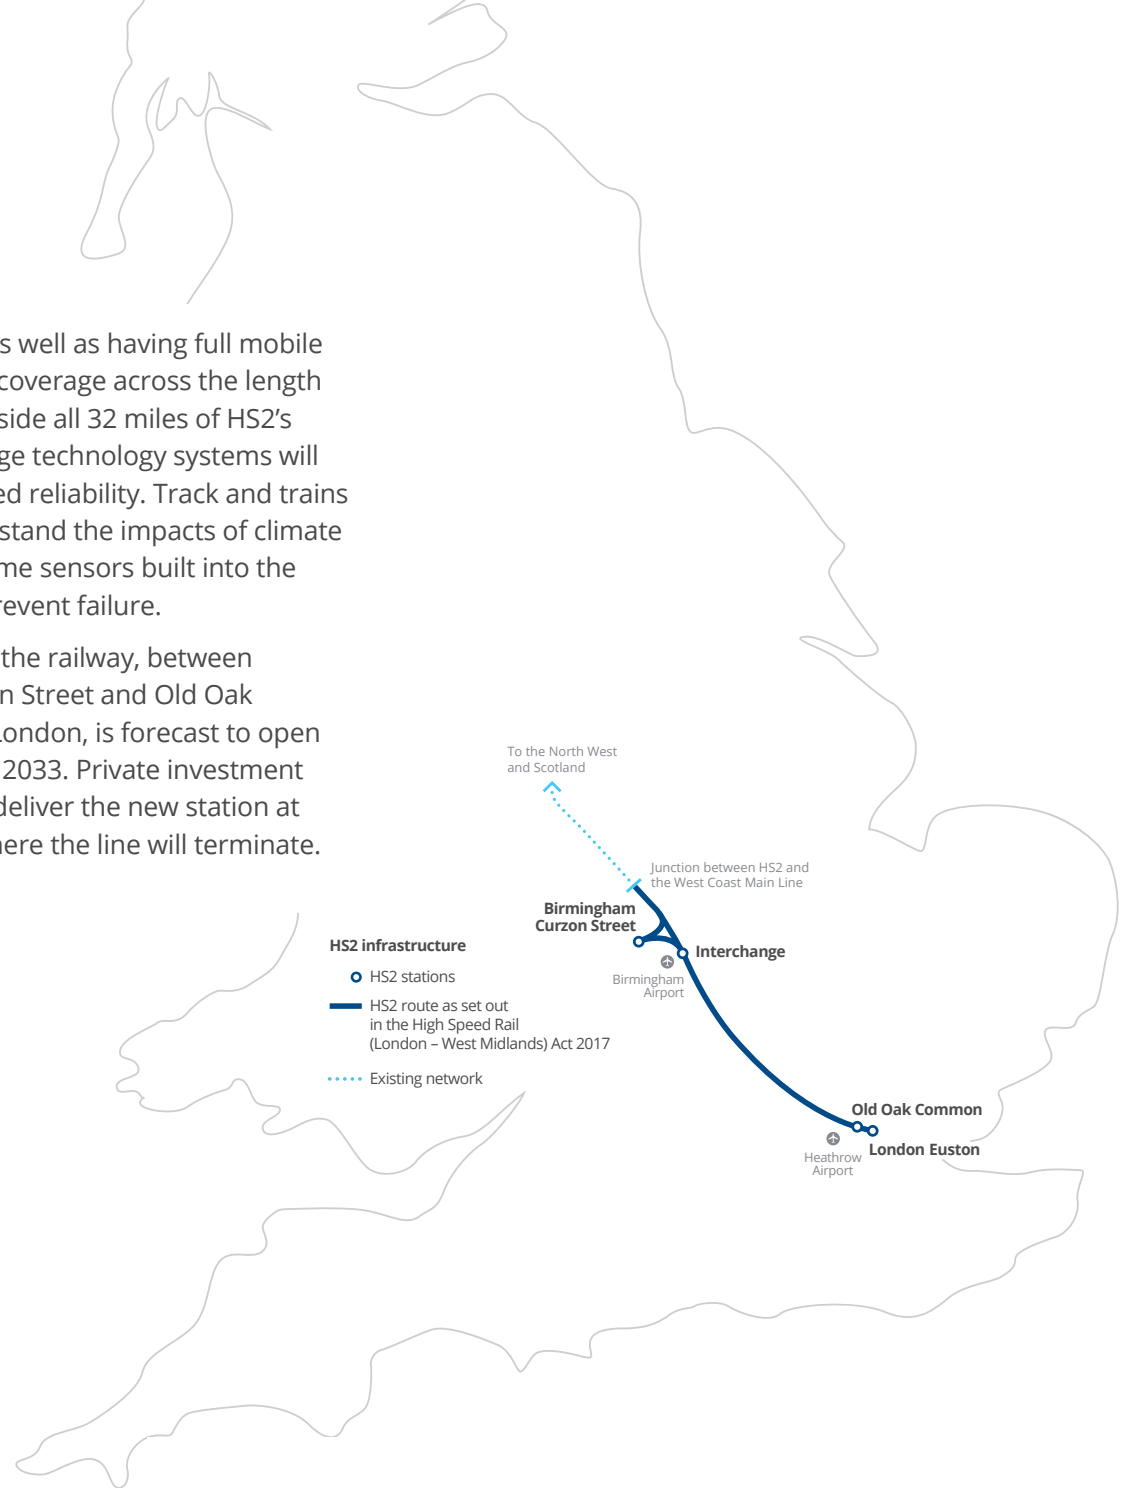 s well as having full mobile
coverage across the length
side all 32 miles of HS2’s
ge technology systems will
ed reliability. Track and trains
stand the impacts of climate
me sensors built into the
revent failure.
the railway, between
n Street and Old Oak
London, is forecast to open
2033. Private investment
deliver the new station at
here the line will terminate.
To the North West
and Scotland
Junction between HS2 and
the West Coast Main Line
Birmingham
Curzon Street
Interchange
Birmingham
Airport
HS2 infrastructure
HS2 stations
HS2 route as set out
in the High Speed Rail
(London – West Midlands) Act 2017
Existing network
Old Oak Common
London Euston
Heathrow
Airport